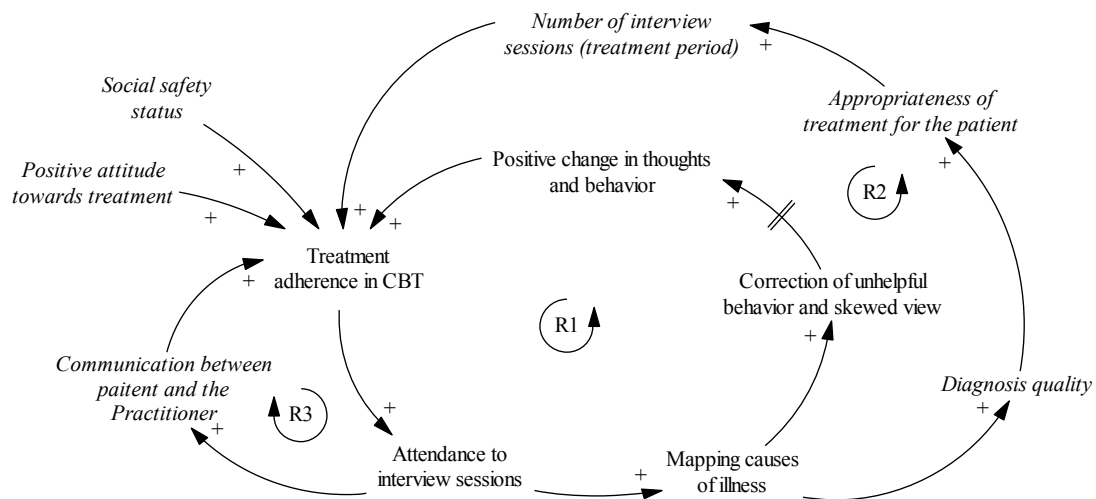 Number of interview
sessions (treatment period)
+
Social safety
status
+
Appropriateness of
treatment for the patient
+
Positive attitude
towards treatment
+
Positive change in thoughts
and behavior
+
R2
+
+
Treatment
adherence in CBT
+
Correction of unhelpful
behavior and skewed view
+
R1
Communication between
paitent and the
Practitioner
+
R3
Diagnosis quality
+
+
Attendance to
interview sessions
Mapping causes
of illness
+